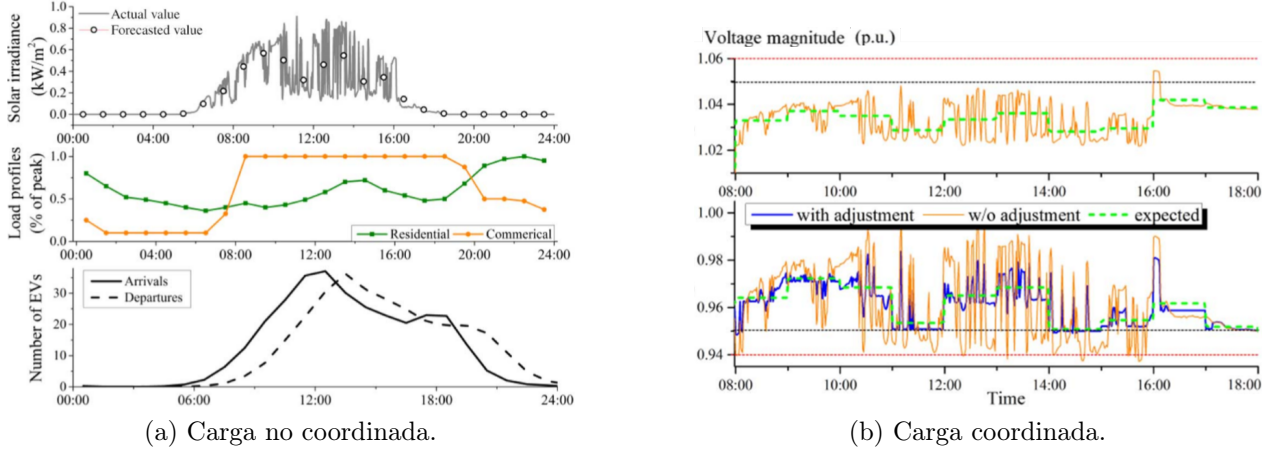 Solar irradiance
(kW/m²)
1.0
0.8
0.6
0.4
0.2
0.0
Actual value
Forecasted value
00:00 04:00 08:00 12:00 16:00 20:00 24:00
Load profiles
(% of peak)
1.0
0.5
0.0
Residential Commerical
00:00 04:00 08:00 12:00 16:00 20:00 24:00
Number of EVs
30
20
10
0
Arrivals
Departures
00:00 06:00 12:00 18:00 24:00
(a) Carga no coordinada.
Voltage magnitude (p.u.)
1.06
1.04
1.02
08:00 10:00 12:00 14:00 16:00 18:00
1.00
0.98
0.96
0.94
with adjustment w/o adjustment expected
08:00 10:00 12:00 14:00 16:00 18:00
Time
(b) Carga coordinada.